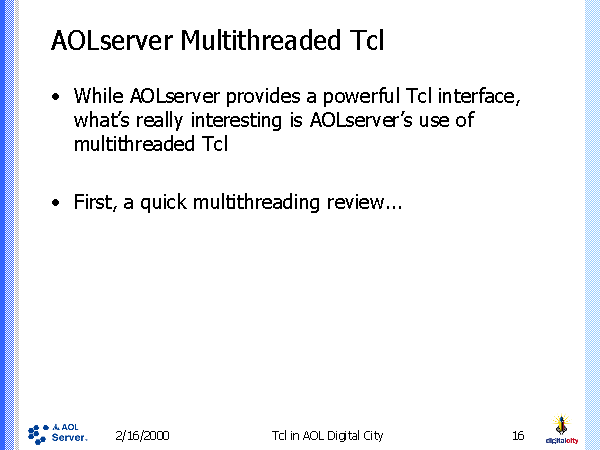 AOLserver Multithreaded Tcl
• While AOLserver provides a powerful Tcl interface,
what's really interesting is AOLserver's use of
multithreaded Tcl
• First, a quick multithreading review...
AOL
Server.
2/16/2000
Tcl in AOL Digital City
16
digitalcity